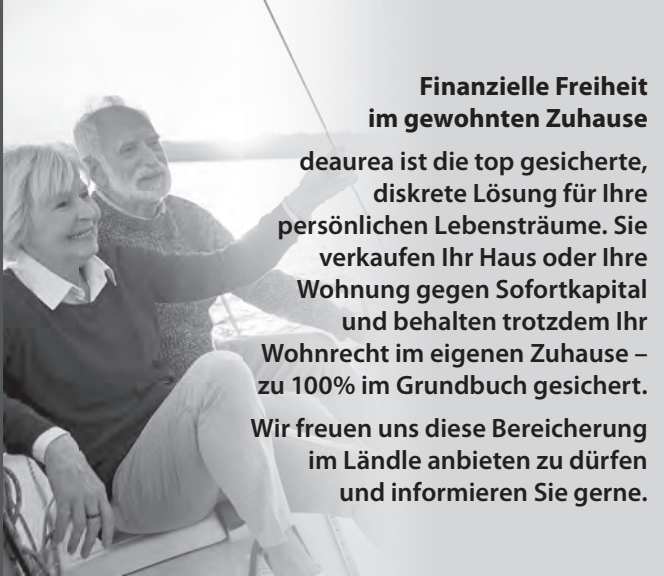 Finanzielle Freiheit
im gewohnten Zuhause
deaurea ist die top gesicherte,
diskrete Lösung für Ihre
persönlichen Lebensträume. Sie
verkaufen Ihr Haus oder Ihre
Wohnung gegen Sofortkapital
und behalten trotzdem Ihr
Wohnrecht im eigenen Zuhause –
zu 100% im Grundbuch gesichert.
Wir freuen uns diese Bereicherung
im Ländle anbieten zu dürfen
und informieren Sie gerne.